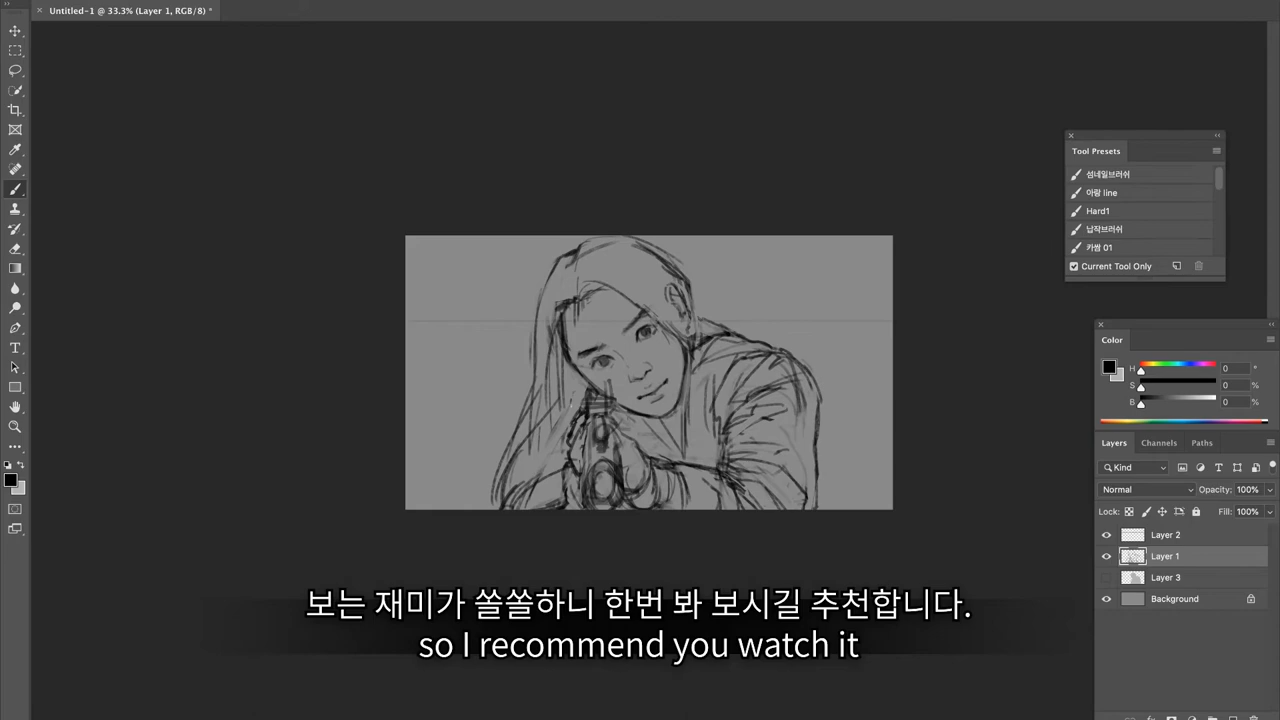 Untitled-1 @ 33.3% (Layer 1, RGB/8) *
Tool Presets
섬네일브러쉬
아랑 line
Hard1
납작브러쉬
카쌈 01
Current Tool Only
Color
H 0 °
S 0 %
B 0 %
Layers Channels Paths
Kind
Normal Opacity: 100%
Lock: Fill: 100%
Layer 2
Layer 1
Layer 3
Background
보는 재미가 쏠쏠하니 한번 봐 보시길 추천합니다.
so I recommend you watch it